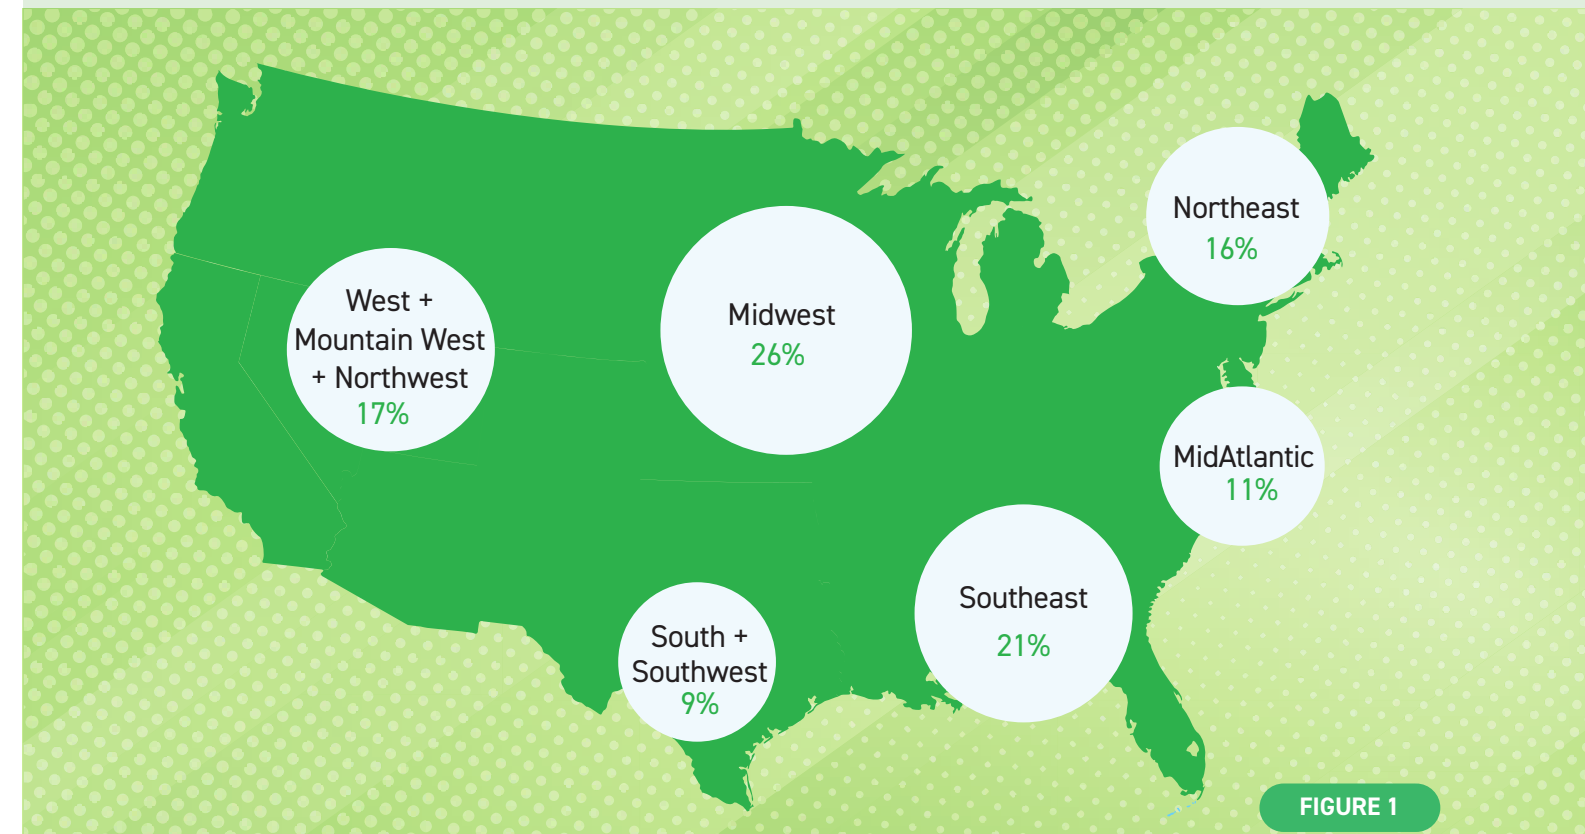 Northeast
16%
West +
Mountain West
+ Northwest
17%
Midwest
26%
MidAtlantic
11%
Southeast
21%
South +
Southwest
9%
FIGURE 1